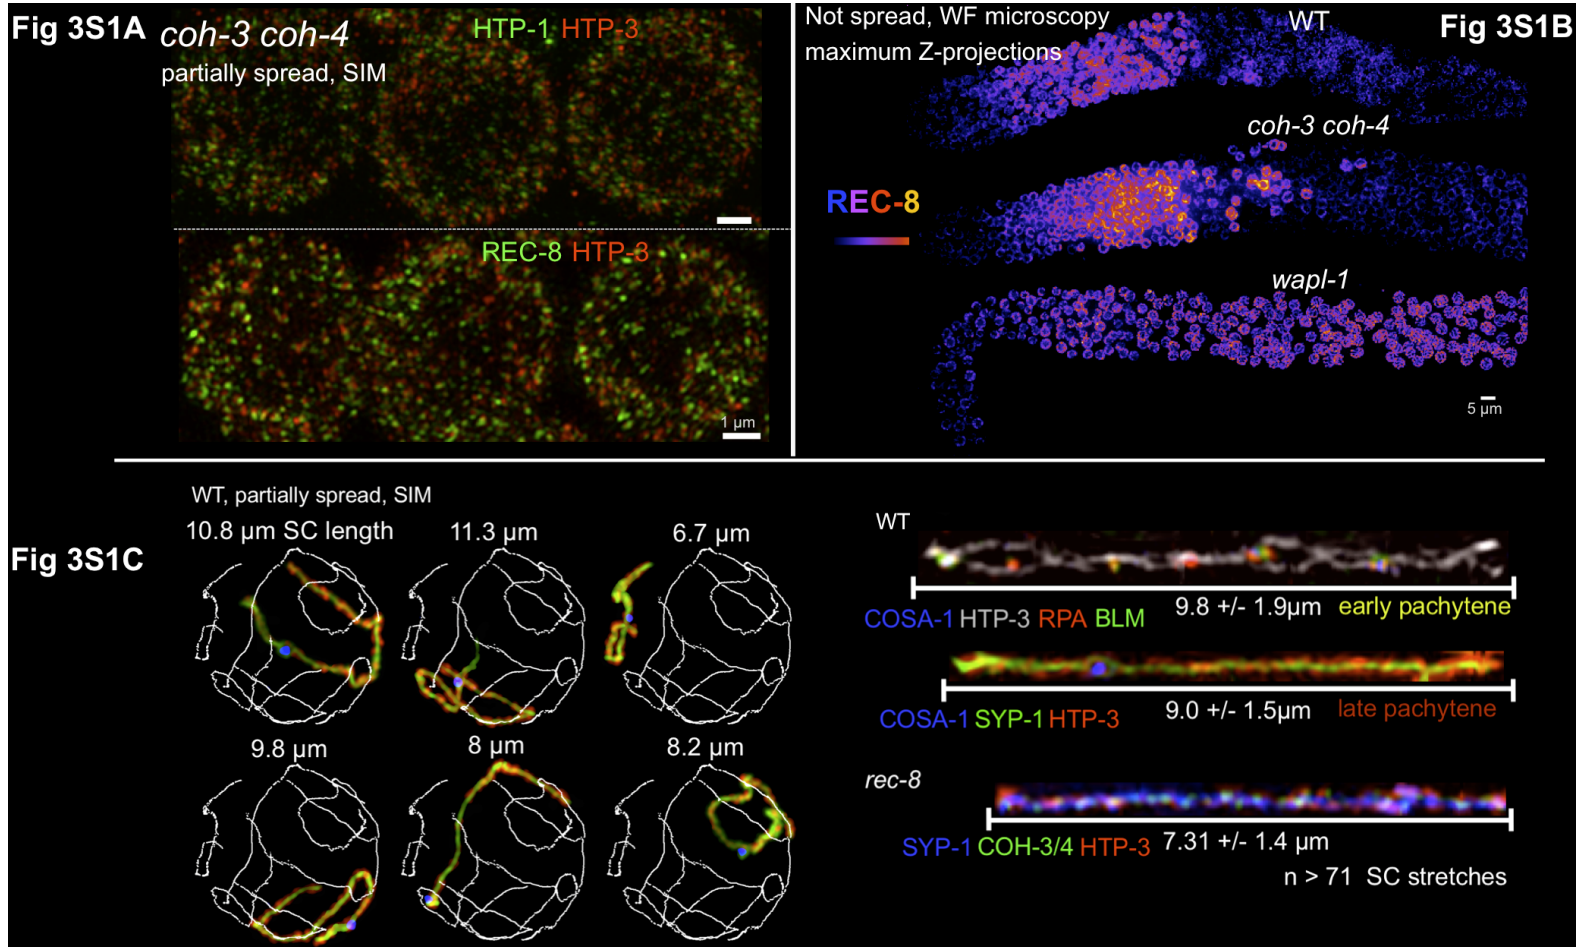 Fig 3S1A
coh-3 coh-4
partially spread, SIM
HTP-1 HTP-3
REC-8 HTP-3
1 µm
Not spread, WF microscopy
maximum Z-projections
WT
Fig 3S1B
coh-3 coh-4
REC-8
wapl-1
5 µm
Fig 3S1C
WT, partially spread, SIM
10.8 µm SC length
11.3 µm
6.7 µm
9.8 µm
8 µm
8.2 µm
WT
9.8 +/- 1.9µm
early pachytene
COSA-1 HTP-3 RPA BLM
9.0 +/- 1.5µm
late pachytene
COSA-1 SYP-1 HTP-3
rec-8
SYP-1 COH-3/4 HTP-3
7.31 +/- 1.4 µm
n > 71 SC stretches